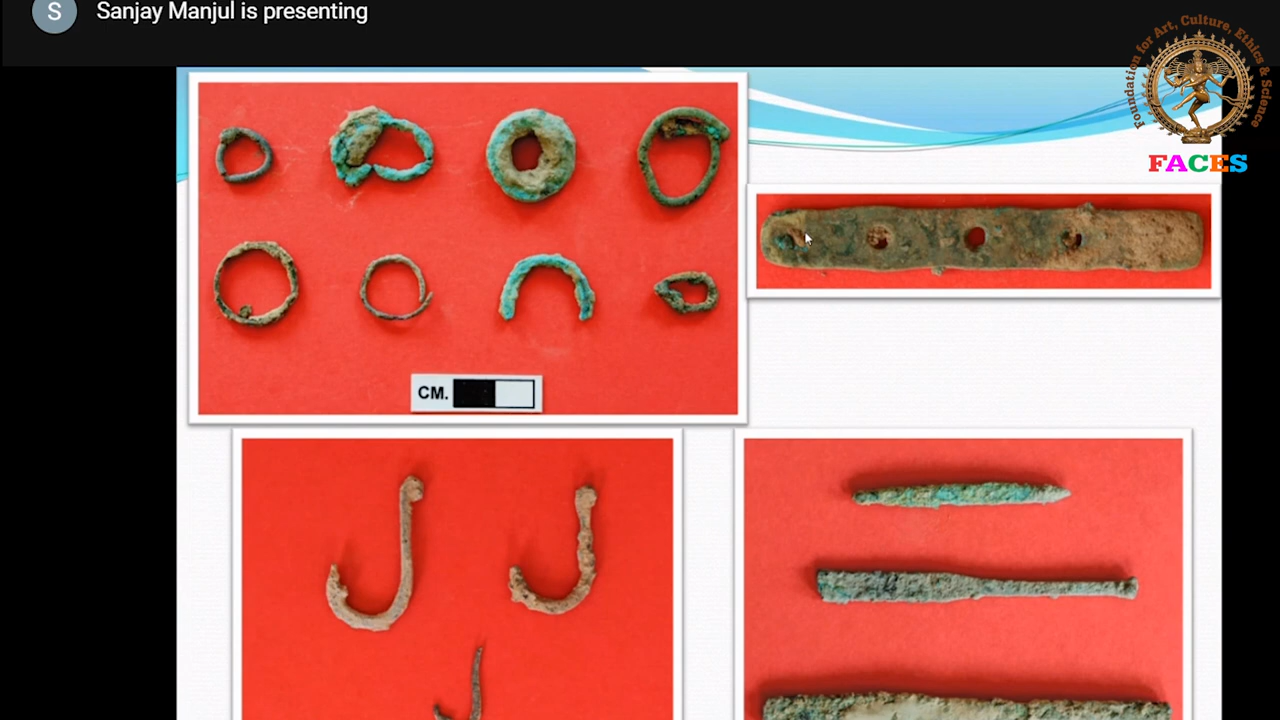 S
Sanjay Manjul is presenting
Foundation for Art, Culture, Ethics & Science
FACES
CM.